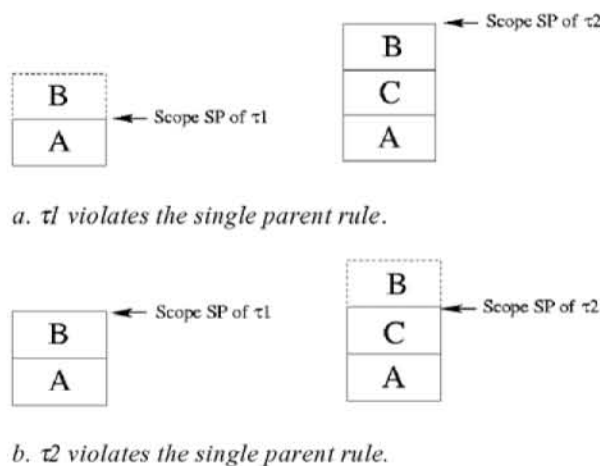 B
C
A
Scope SP of τ2
B
A
Scope SP of τ1
a. τ1 violates the single parent rule.
B
A
Scope SP of τ1
B
C
A
Scope SP of τ2
b. τ2 violates the single parent rule.